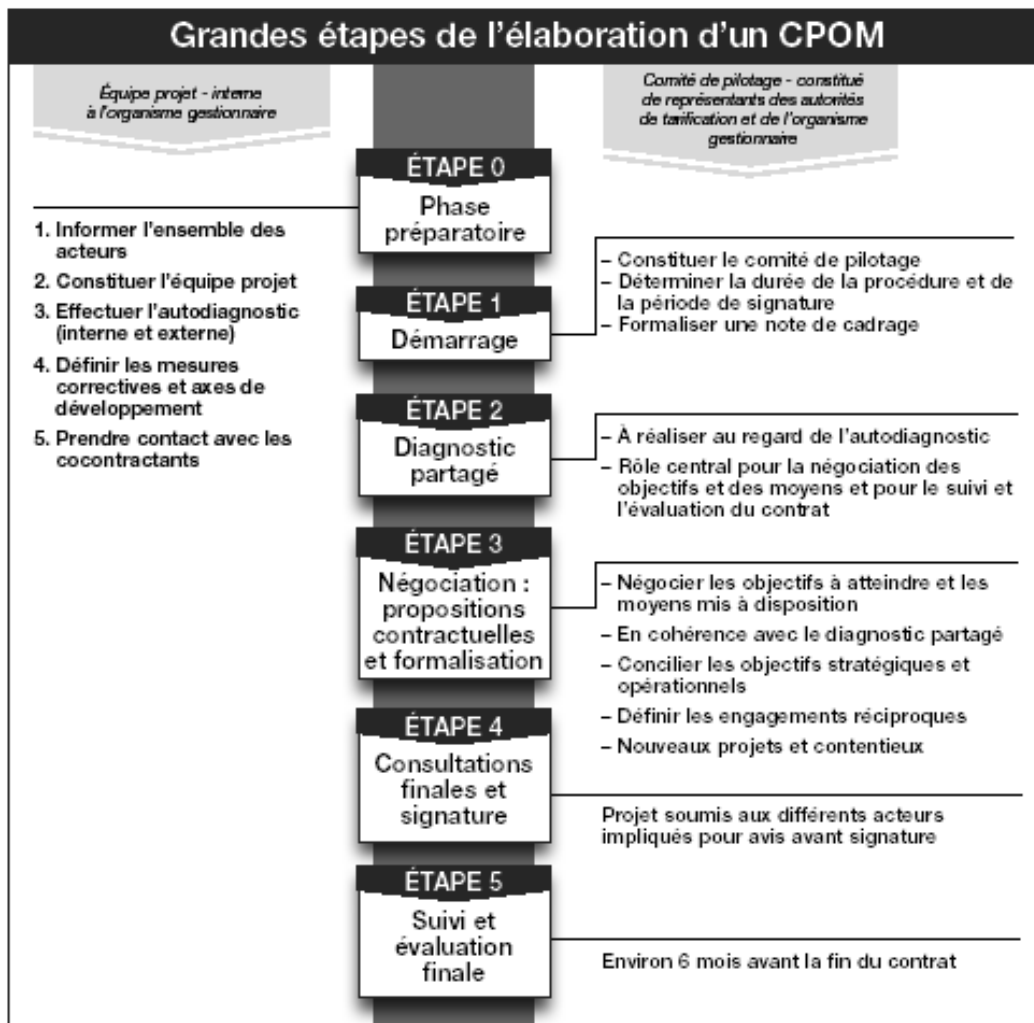 Grandes étapes de l'élaboration d'un CPOM
Équipe projet - interne
à l'organisme gestionnaire
Comité de pilotage - constitué
de représentants des autorités
de tarification et de l'organisme
gestionnaire
ÉTAPE 0
Phase
préparatoire
1. Informer l'ensemble des
acteurs
2. Constituer l'équipe projet
3. Effectuer l'autodiagnostic
(interne et externe)
4. Définir les mesures
correctives et axes de
développement
5. Prendre contact avec les
cocontractants
ÉTAPE 1
Démarrage
– Constituer le comité de pilotage
– Déterminer la durée de la procédure et de
la période de signature
– Formaliser une note de cadrage
ÉTAPE 2
Diagnostic
partagé
– À réaliser au regard de l'autodiagnostic
– Rôle central pour la négociation des
objectifs et des moyens et pour le suivi et
l'évaluation du contrat
ÉTAPE 3
Négociation :
propositions
contractuelles
et formalisation
– Négocier les objectifs à atteindre et les
moyens mis à disposition
– En cohérence avec le diagnostic partagé
– Concilier les objectifs stratégiques et
opérationnels
– Définir les engagements réciproques
– Nouveaux projets et contentieux
ÉTAPE 4
Consultations
finales et
signature
Projet soumis aux différents acteurs
impliqués pour avis avant signature
ÉTAPE 5
Suivi et
évaluation
finale
Environ 6 mois avant la fin du contrat